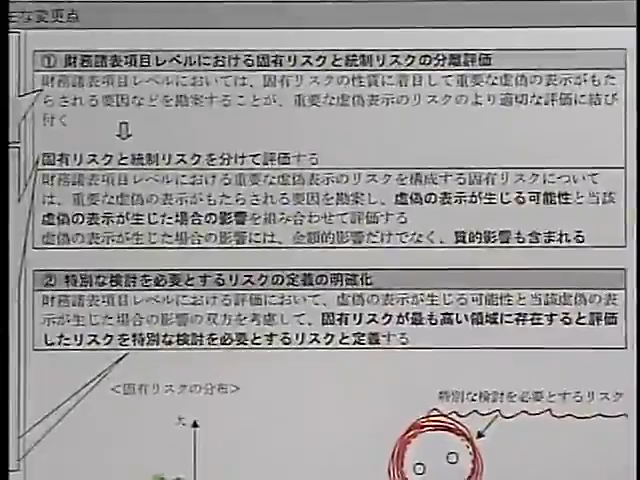 主な変更点
① 財務諸表項目レベルにおける固有リスクと統制リスクの分離評価
財務諸表項目レベルにおいては、固有リスクの性質に着目して重要な虚偽の表示がもた
らされる要因などを勘案することが、重要な虚偽表示のリスクのより適切な評価に結び
付く
固有リスクと統制リスクを分けて評価する
財務諸表項目レベルにおける重要な虚偽表示のリスクを構成する固有リスクについて
は、重要な虚偽の表示がもたらされる要因を勘案し、虚偽の表示が生じる可能性と当該
虚偽の表示が生じた場合の影響を組み合わせて評価する
虚偽の表示が生じた場合の影響には、金額的影響だけでなく、質的影響も含まれる
② 特別な検討を必要とするリスクの定義の明確化
財務諸表項目レベルにおける評価において、虚偽の表示が生じる可能性と当該虚偽の表
示が生じた場合の影響の双方を考慮して、固有リスクが最も高い領域に存在すると評価
したリスクを特別な検討を必要とするリスクと定義する
＜固有リスクの分布＞
特別な検討を必要とするリスク
大